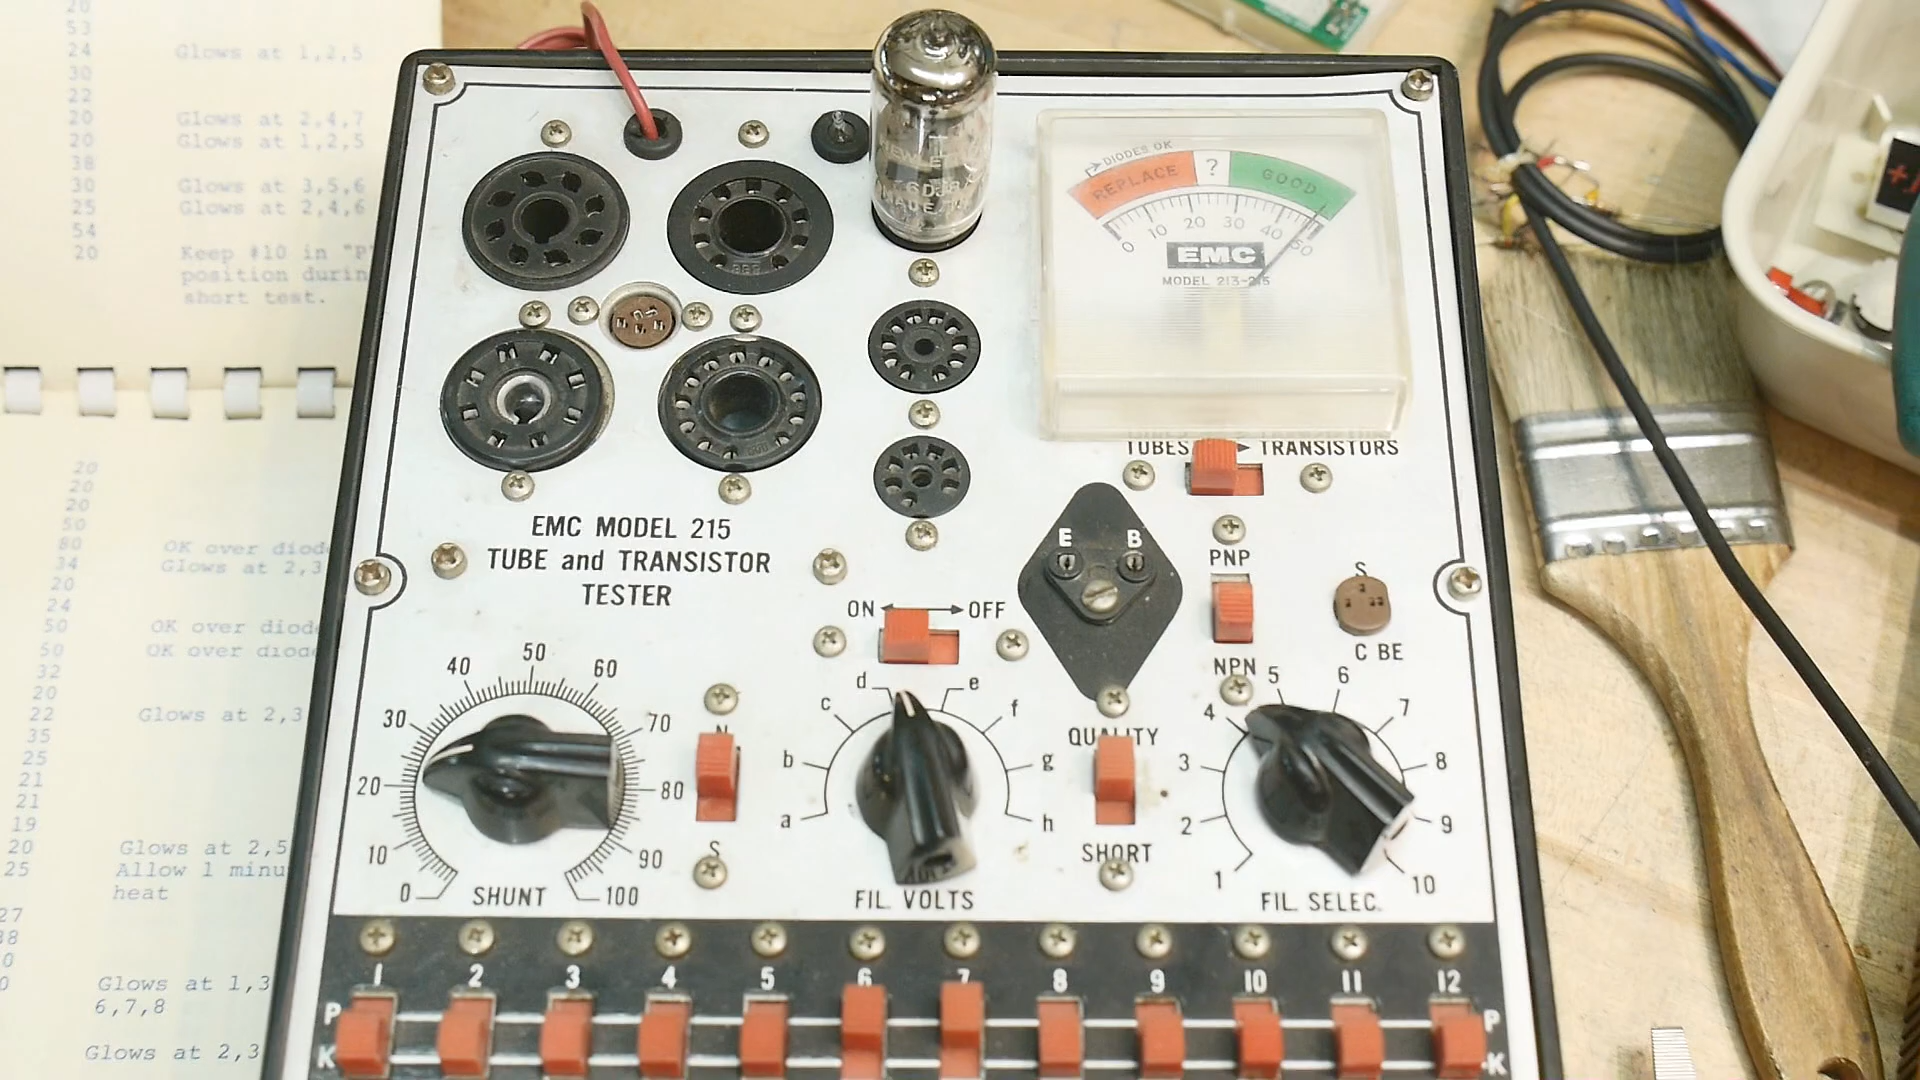 20
53
24 Glows at 1,2,5
30
22
20 Glows at 2,4,7
20 Glows at 1,2,5
38
30 Glows at 3,5,6
25 Glows at 2,4,6
54
20 Keep #10 in "P"
position durin
short test.
20
20
20
50
80 OK over diod
34 Glows at 2,3
20
24
50 OK over diod
50 OK over diod
32
20
22 Glows at 2,3
35
25
21
21
19
20 Glows at 2,5
25 Allow 1 minu
heat
27
Glows at 1,3
6,7,8
Glows at 2,3
DIODES OK
REPLACE ? GOOD
0 10 20 30 40 50
EMC
MODEL 213-215
TUBES TRANSISTORS
EMC MODEL 215
TUBE and TRANSISTOR
TESTER
E B
PNP
NPN
S
C BE
ON OFF
0 10 20 30 40 50 60 70 80 90 100
SHUNT
N
S
a b c d e f g h
FIL. VOLTS
QUALITY
SHORT
1 2 3 4 5 6 7 8 9 10
FIL. SELEC.
1 2 3 4 5 6 7 8 9 10 11 12
P P
K K